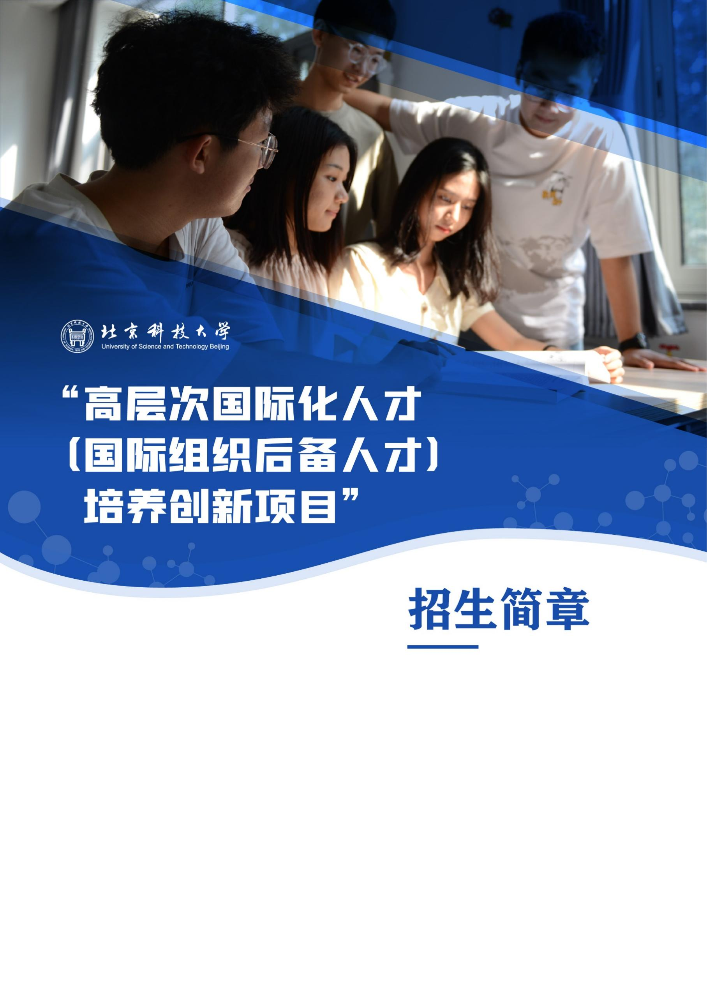 北京科技大学
University of Science and Technology Beijing
“高层次国际化人才
(国际组织后备人才)
培养创新项目”
招生简章